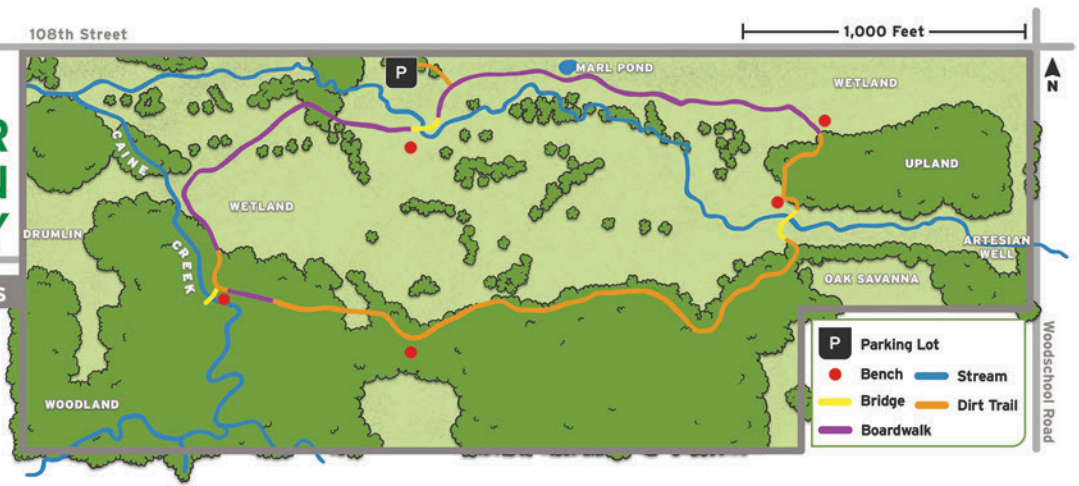 108th Street
1,000 Feet
P
MARL POND
WETLAND
N
R
N
Y
S
CAINE
CREEK
UPLAND
WETLAND
DRUMLIN
ARTESIAN
WELL
OAK SAVANNA
WOODLAND
P Parking Lot
Bench
Stream
Bridge
Dirt Trail
Boardwalk
Woodschool Road